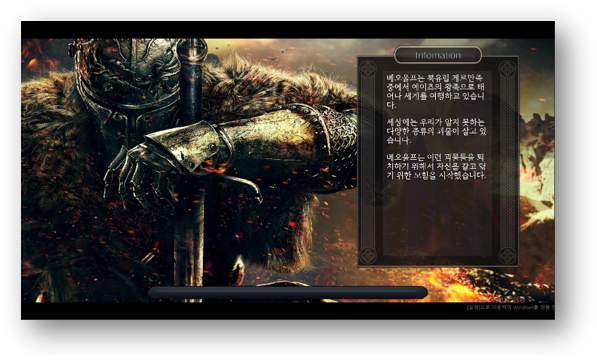 Infomation
베오울프는 북유럽 게르만족
중에서 예이츠의 왕족으로 태
어나 세계를 여행하고 있습니
다.
세상에는 우리가 알지 못하는
다양한 종류의 괴물이 살고 있
습니다.
베오울프는 이런 괴물들을 퇴
치하기 위해서 자신을 갈고 닦
기 위한 모험을 시작했습니다.